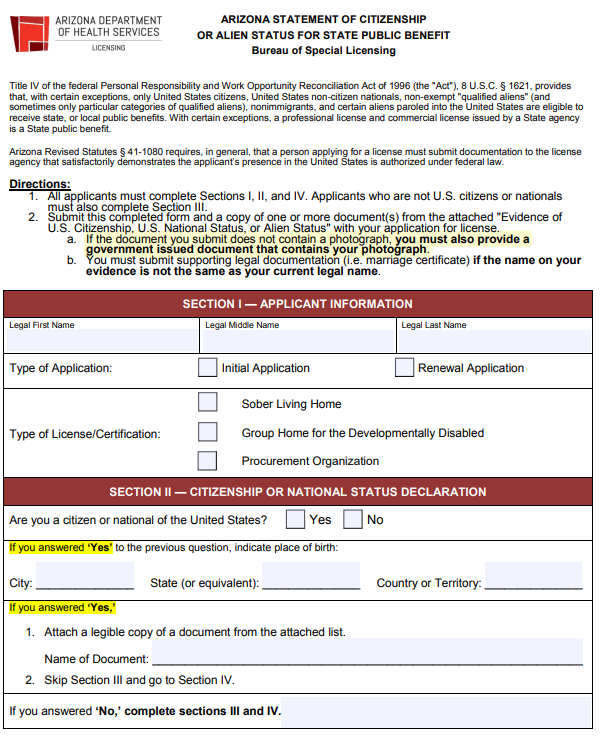 ARIZONA DEPARTMENT
OF HEALTH SERVICES
LICENSING
ARIZONA STATEMENT OF CITIZENSHIP
OR ALIEN STATUS FOR STATE PUBLIC BENEFIT
Bureau of Special Licensing
Title IV of the federal Personal Responsibility and Work Opportunity Reconciliation Act of 1996 (the "Act"), 8 U.S.C. § 1621, provides
that, with certain exceptions, only United States citizens, United States non-citizen nationals, non-exempt "qualified aliens" (and
sometimes only particular categories of qualified aliens), nonimmigrants, and certain aliens paroled into the United States are eligible to
receive state, or local public benefits. With certain exceptions, a professional license and commercial license issued by a State agency
is a State public benefit.
Arizona Revised Statutes § 41-1080 requires, in general, that a person applying for a license must submit documentation to the license
agency that satisfactorily demonstrates the applicant's presence in the United States is authorized under federal law.
Directions:
1. All applicants must complete Sections I, II, and IV. Applicants who are not U.S. citizens or nationals
must also complete Section III.
2. Submit this completed form and a copy of one or more document(s) from the attached "Evidence of
U.S. Citizenship, U.S. National Status, or Alien Status" with your application for license.
a. If the document you submit does not contain a photograph, you must also provide a
government issued document that contains your photograph.
b. You must submit supporting legal documentation (i.e. marriage certificate) if the name on your
evidence is not the same as your current legal name.
SECTION I — APPLICANT INFORMATION
Legal First Name Legal Middle Name Legal Last Name
Type of Application: Initial Application Renewal Application
Sober Living Home
Type of License/Certification: Group Home for the Developmentally Disabled
Procurement Organization
SECTION II — CITIZENSHIP OR NATIONAL STATUS DECLARATION
Are you a citizen or national of the United States? Yes No
If you answered 'Yes' to the previous question, indicate place of birth:
City: State (or equivalent): Country or Territory:
If you answered 'Yes,'
1. Attach a legible copy of a document from the attached list.
Name of Document:
2. Skip Section III and go to Section IV.
If you answered 'No,' complete sections III and IV.